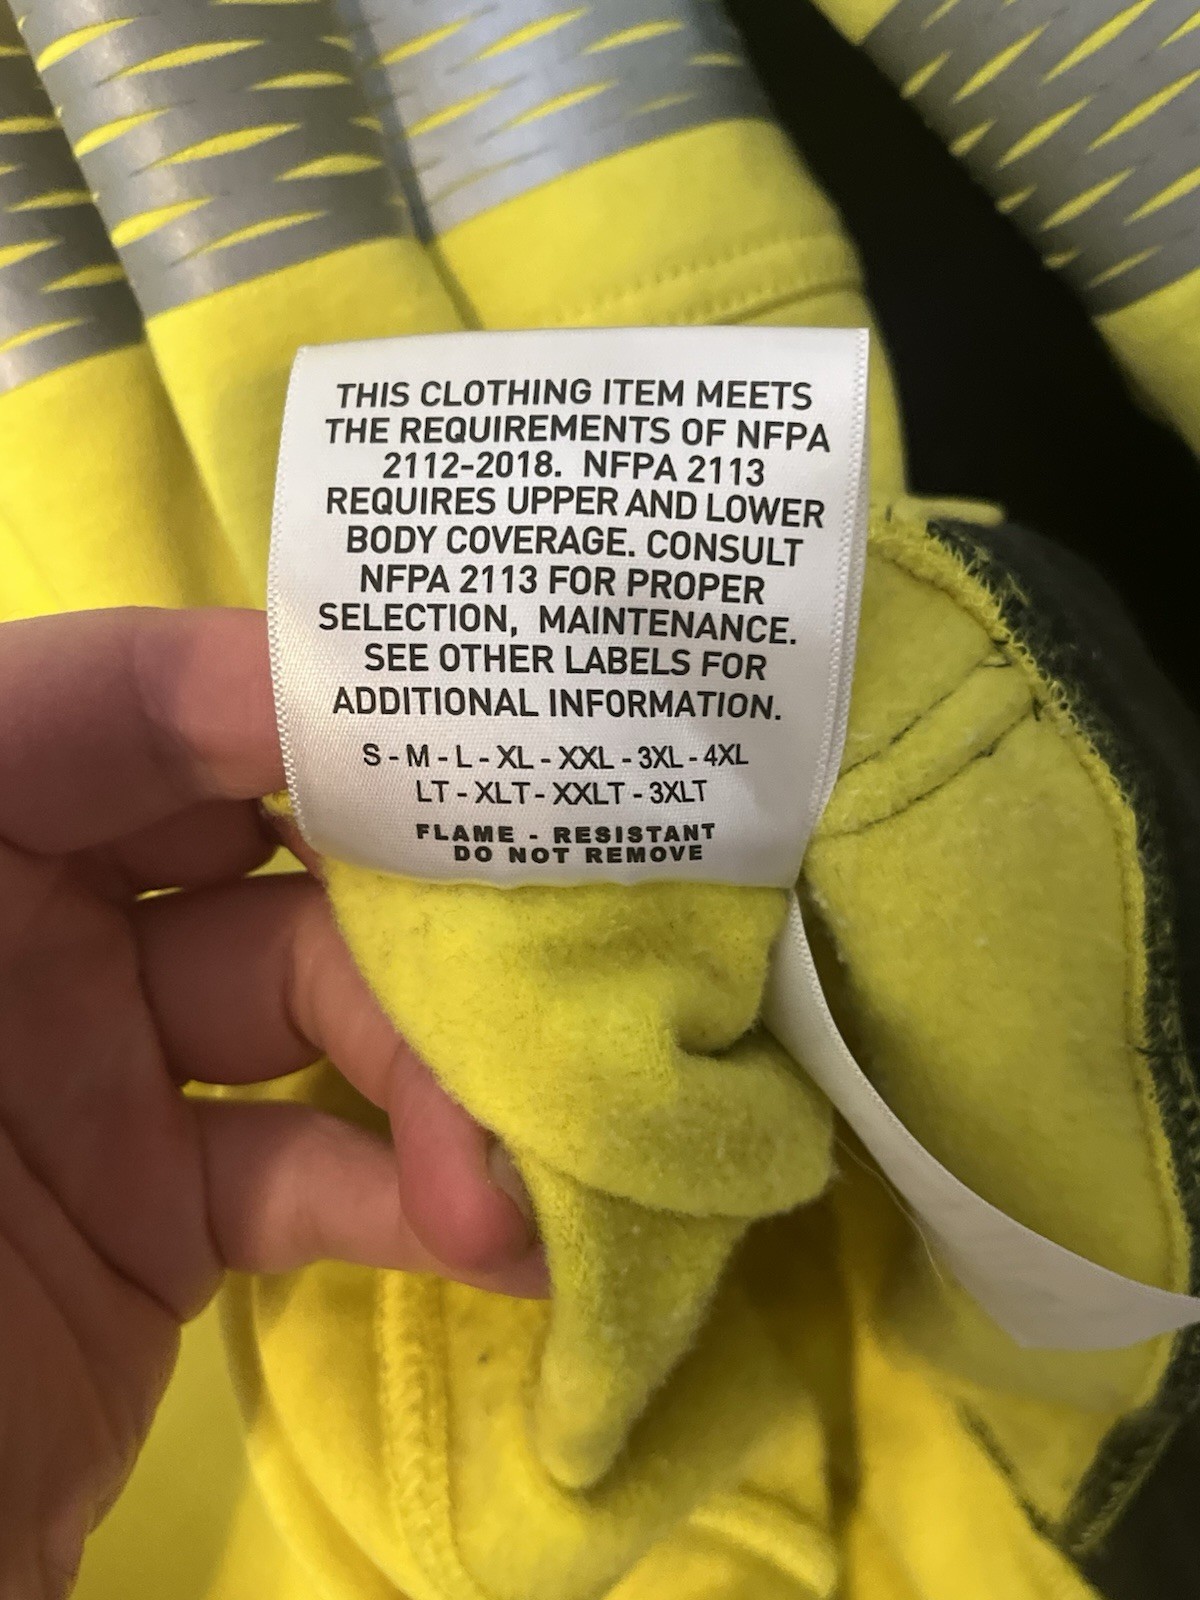 THIS CLOTHING ITEM MEETS
THE REQUIREMENTS OF NFPA
2112-2018. NFPA 2113
REQUIRES UPPER AND LOWER
BODY COVERAGE. CONSULT
NFPA 2113 FOR PROPER
SELECTION, MAINTENANCE.
SEE OTHER LABELS FOR
ADDITIONAL INFORMATION.
S - M - L - XL - XXL - 3XL - 4XL
LT - XLT - XXLT - 3XLT
FLAME - RESISTANT
DO NOT REMOVE